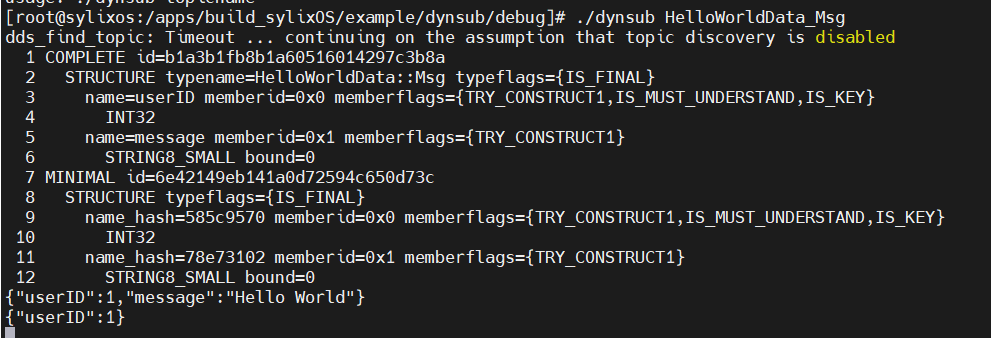 usage: ./dynsub topicname
[root@sylixos:/apps/build_sylixOS/example/dynsub/debug]# ./dynsub HelloWorldData_Msg
dds_find_topic: Timeout ... continuing on the assumption that topic discovery is disabled
1 COMPLETE id=b1a3b1fb8b1a60516014297c3b8a
2 STRUCTURE typename=HelloWorldData::Msg typeflags={IS_FINAL}
3 name=userID memberid=0x0 memberflags={TRY_CONSTRUCT1,IS_MUST_UNDERSTAND,IS_KEY}
4 INT32
5 name=message memberid=0x1 memberflags={TRY_CONSTRUCT1}
6 STRING8_SMALL bound=0
7 MINIMAL id=6e42149eb141a0d72594c650d73c
8 STRUCTURE typeflags={IS_FINAL}
9 name_hash=585c9570 memberid=0x0 memberflags={TRY_CONSTRUCT1,IS_MUST_UNDERSTAND,IS_KEY}
10 INT32
11 name_hash=78e73102 memberid=0x1 memberflags={TRY_CONSTRUCT1}
12 STRING8_SMALL bound=0
{"userID":1,"message":"Hello World"}
{"userID":1}